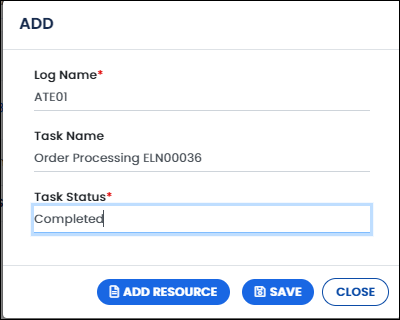 ADD
Log Name*
ATE01
Task Name
Order Processing ELN00036
Task Status*
Completed
ADD RESOURCE SAVE CLOSE